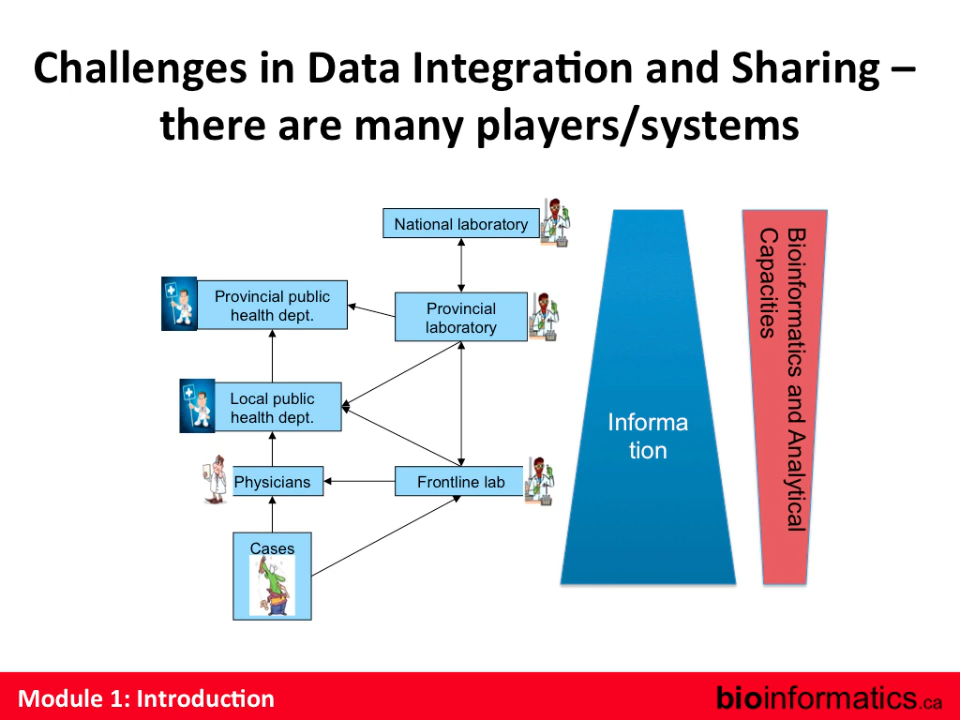 Challenges in Data Integration and Sharing –
there are many players/systems
National laboratory
Provincial public
health dept.
Provincial
laboratory
Local public
health dept.
Physicians
Frontline lab
Cases
Informa
tion
Bioinformatics and Analytical
Capacities
Module 1: Introduction
bioinformatics.ca